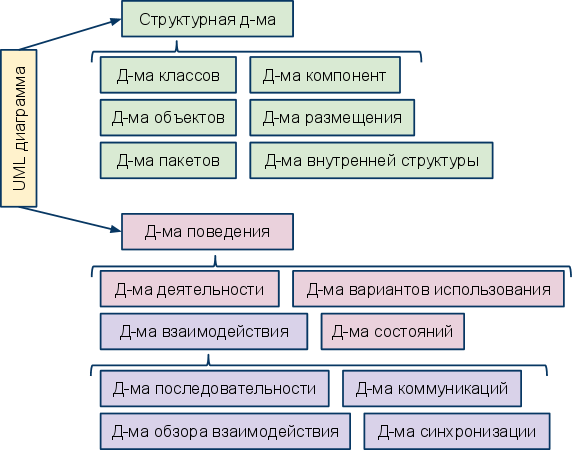 UML диаграмма
Структурная д-ма
Д-ма классов
Д-ма компонент
Д-ма объектов
Д-ма размещения
Д-ма пакетов
Д-ма внутренней структуры
Д-ма поведения
Д-ма деятельности
Д-ма вариантов использования
Д-ма взаимодействия
Д-ма состояний
Д-ма последовательности
Д-ма коммуникаций
Д-ма обзора взаимодействия
Д-ма синхронизации